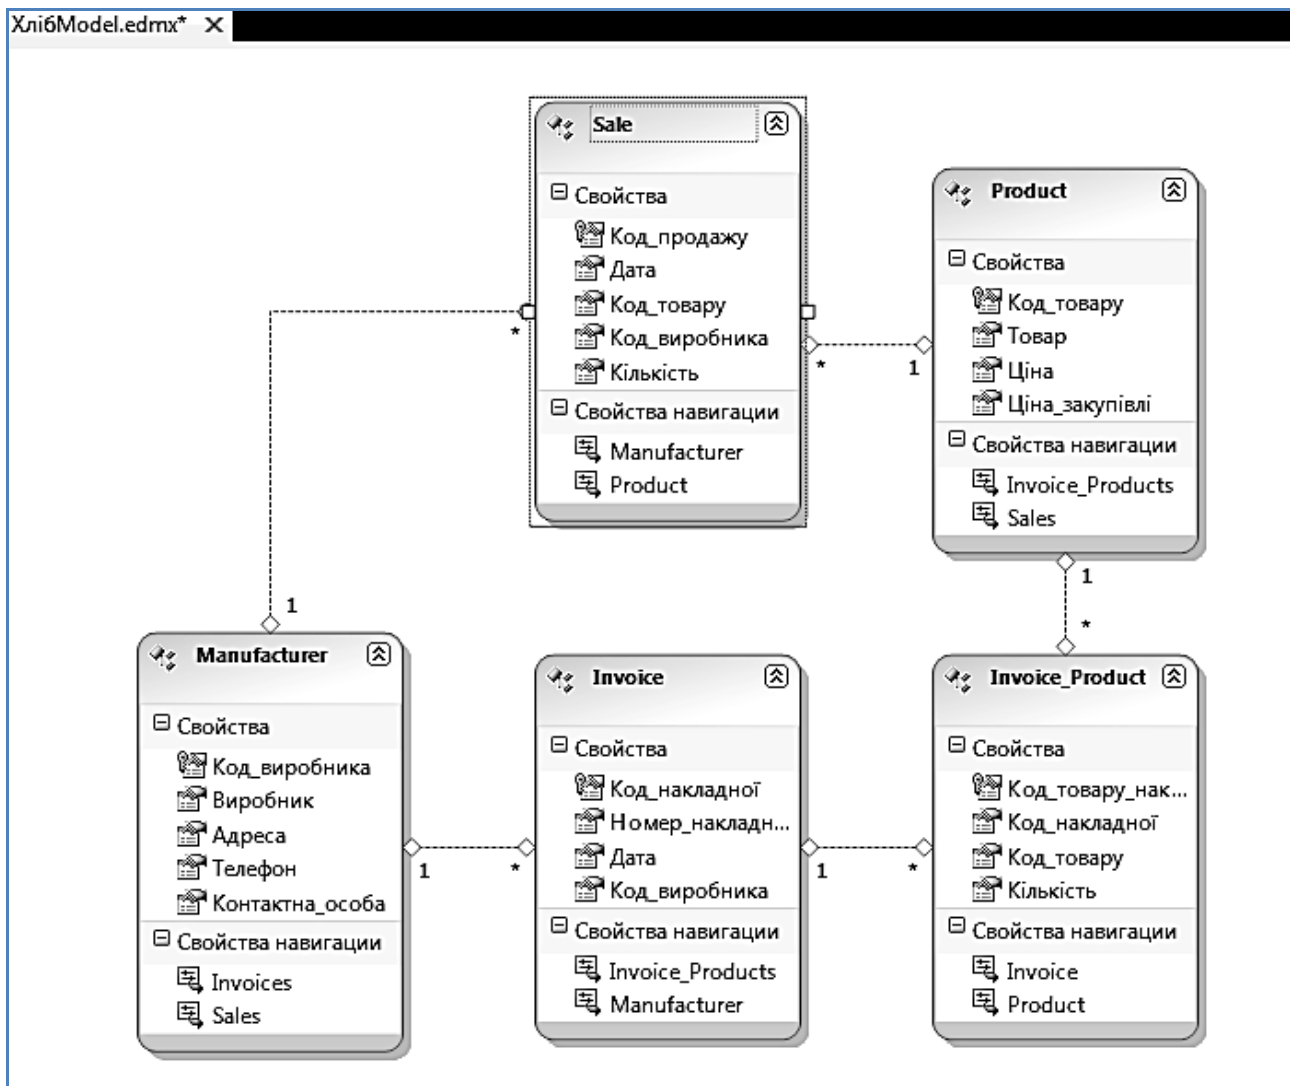 ХлібModel.edmx*
Sale
Свойства
Код_продажу
Дата
Код_товару
Код_виробника
Кількість
Свойства навигации
Manufacturer
Product
Product
Свойства
Код_товару
Товар
Ціна
Ціна_закупівлі
Свойства навигации
Invoice_Products
Sales
*
*
1
1
1
*
Manufacturer
Свойства
Код_виробника
Виробник
Адреса
Телефон
Контактна_особа
Свойства навигации
Invoices
Sales
1
*
Invoice
Свойства
Код_накладної
Номер_накладн...
Дата
Код_виробника
Свойства навигации
Invoice_Products
Manufacturer
1
*
Invoice_Product
Свойства
Код_товару_нак...
Код_накладної
Код_товару
Кількість
Свойства навигации
Invoice
Product